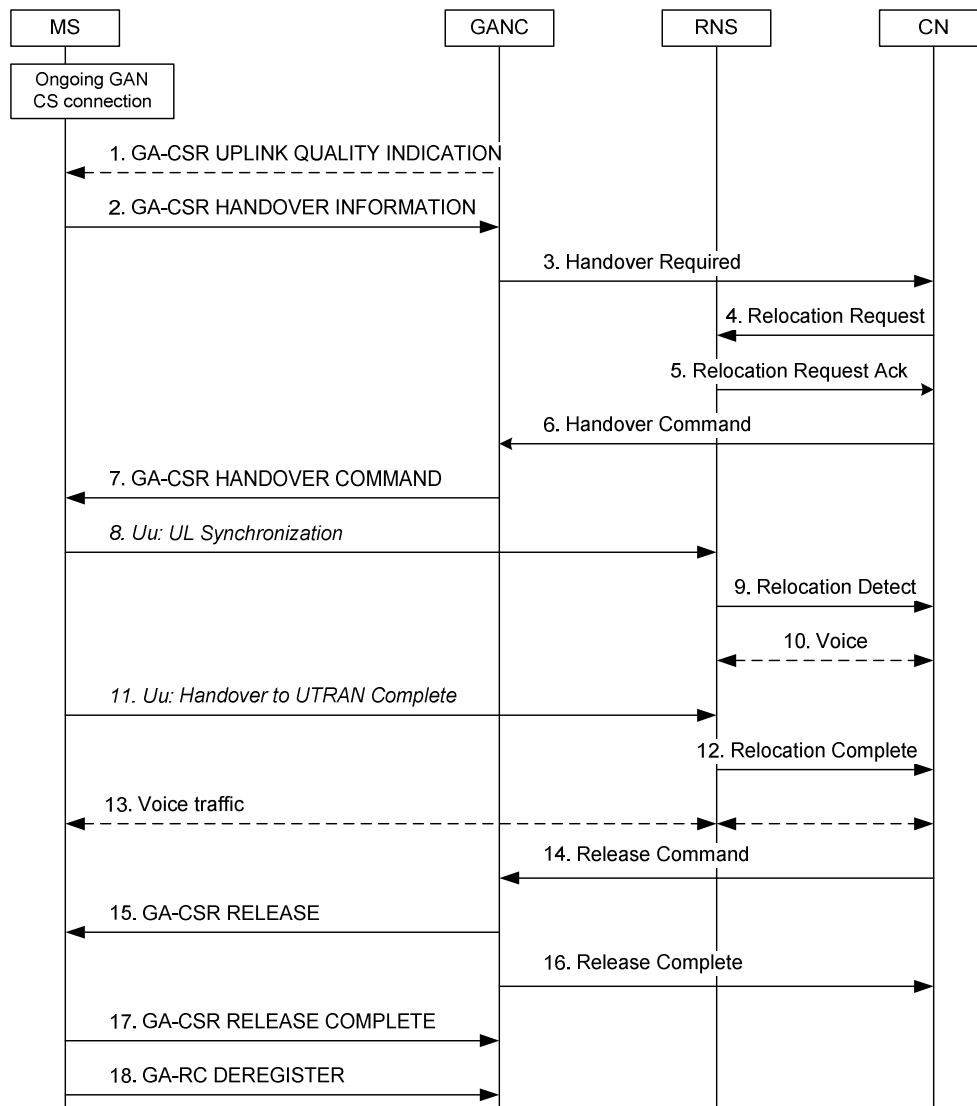 MS
GANC
RNS
CN
Ongoing GAN
CS connection
1. GA-CSR UPLINK QUALITY INDICATION
2. GA-CSR HANDOVER INFORMATION
3. Handover Required
4. Relocation Request
5. Relocation Request Ack
6. Handover Command
7. GA-CSR HANDOVER COMMAND
8. Uu: UL Synchronization
9. Relocation Detect
10. Voice
11. Uu: Handover to UTRAN Complete
12. Relocation Complete
13. Voice traffic
14. Release Command
15. GA-CSR RELEASE
16. Release Complete
17. GA-CSR RELEASE COMPLETE
18. GA-RC DEREGISTER